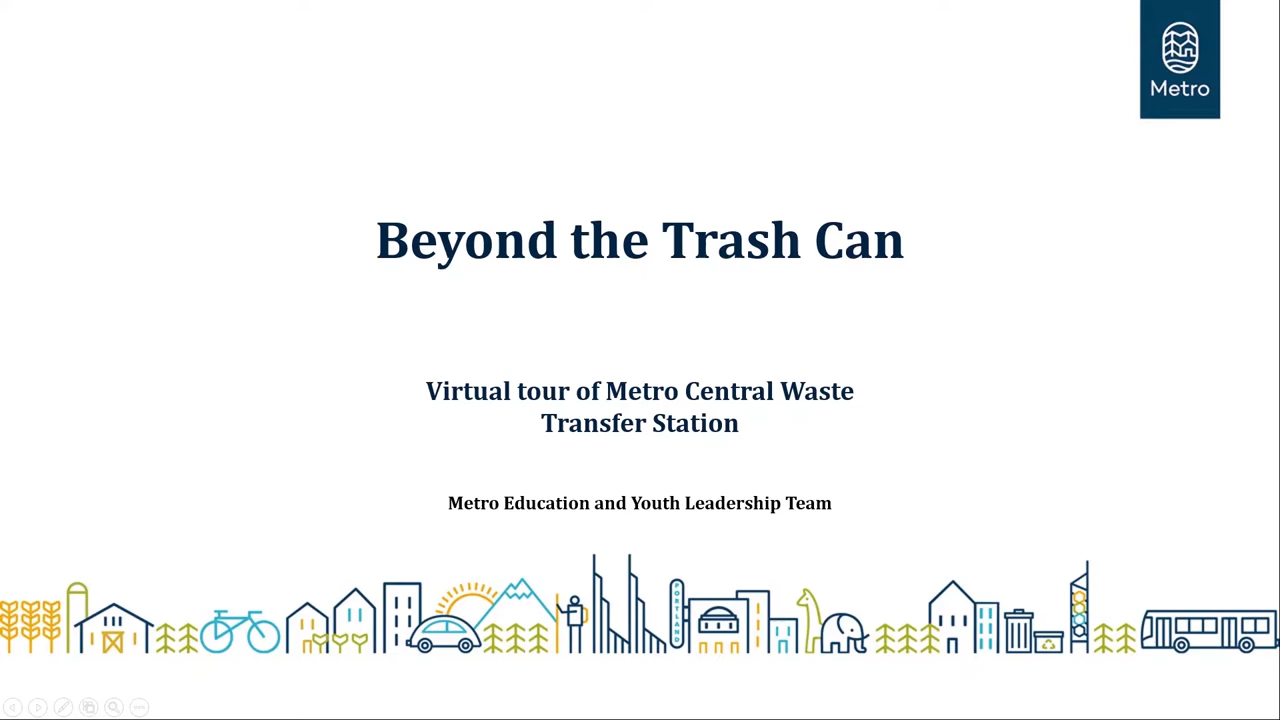 Metro
Beyond the Trash Can
Virtual tour of Metro Central Waste
Transfer Station
Metro Education and Youth Leadership Team
PORTLAND